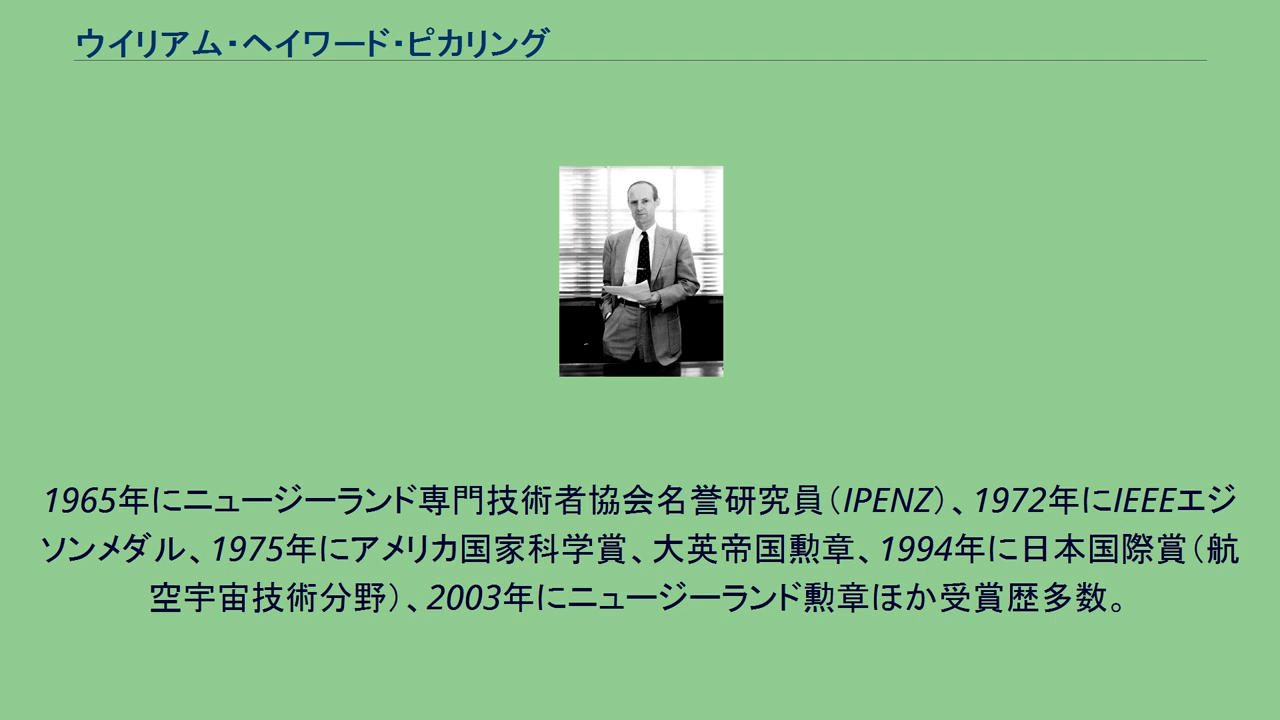 ウイリアム・ヘイワード・ピカリング
1965年にニュージーランド専門技術者協会名誉研究員（IPENZ）、1972年にIEEEエジ
ソンメダル、1975年にアメリカ国家科学賞、大英帝国勲章、1994年に日本国際賞（航
空宇宙技術分野）、2003年にニュージーランド勲章ほか受賞歴多数。